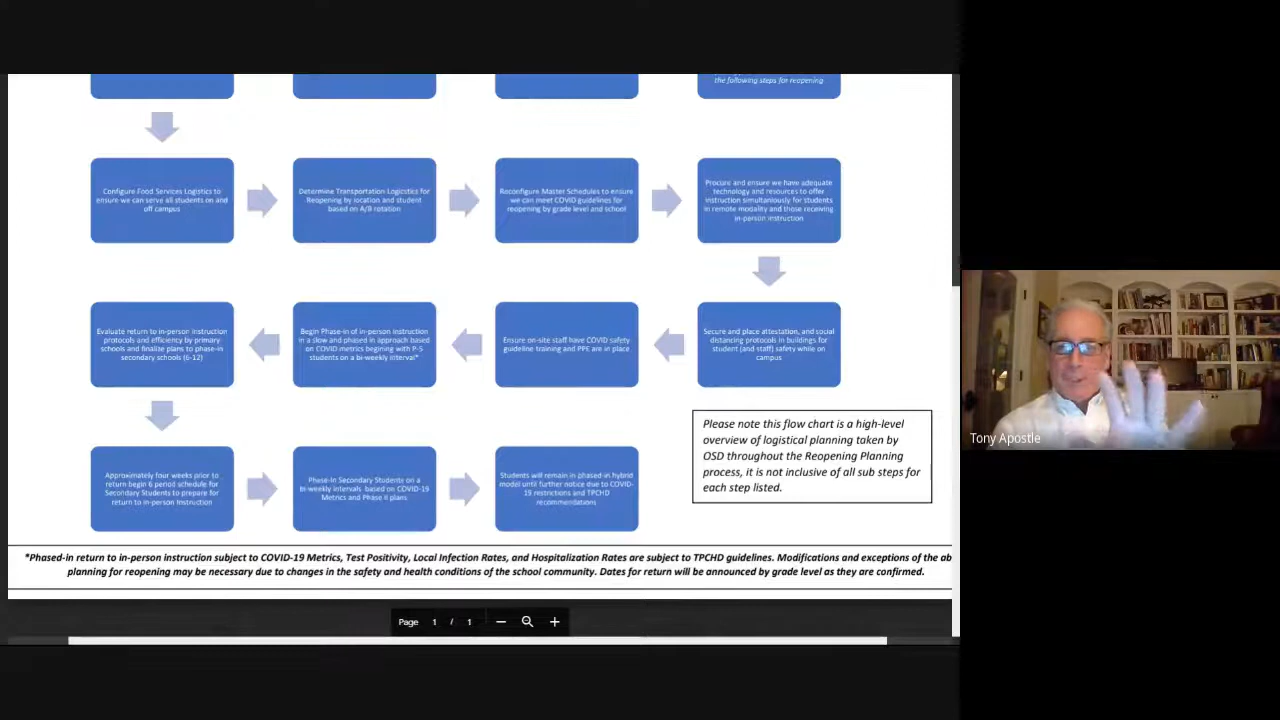 the following steps for reopening
Configure Food Services Logistics to
ensure we can serve all students on and
off campus
Determine Transportation Logistics for
Reopening by location and student
based on A/B rotation
Reconfigure Master Schedules to ensure
we can meet COVID guidelines for
reopening by grade level and school
Procure and ensure we have adequate
technology and resources to offer
instruction simultaneously for students
in remote modality and those receiving
in-person instruction
Evaluate return to in-person instruction
protocols and efficiency by primary
schools and finalize plans to phase-in
secondary schools (6-12)
Begin Phase-in of in-person instruction
in a slow and phased in approach based
on COVID metrics begining with P-5
students on a bi-weekly interval*
Ensure on-site staff have COVID safety
guideline training and PPE are in place
Secure and place attestation, and social
distancing protocols in buildings for
student (and staff) safety while on
campus
Please note this flow chart is a high-level
overview of logistical planning taken by
OSD throughout the Reopening Planning
process, it is not inclusive of all sub steps for
each step listed.
Tony Apostle
Approximately four weeks prior to
return begin 6 period schedule for
Secondary Students to prepare for
return to in-person Instruction
Phase-In Secondary Students on a
bi-weekly intervals based on COVID-19
Metrics and Phase II plans
Students will remain in phased-in hybrid
model until further notice due to COVID-
19 restrictions and TPCHD
recommendations
*Phased-in return to in-person instruction subject to COVID-19 Metrics, Test Positivity, Local Infection Rates, and Hospitalization Rates are subject to TPCHD guidelines. Modifications and exceptions of the ab
planning for reopening may be necessary due to changes in the safety and health conditions of the school community. Dates for return will be announced by grade level as they are confirmed.
Page 1 / 1